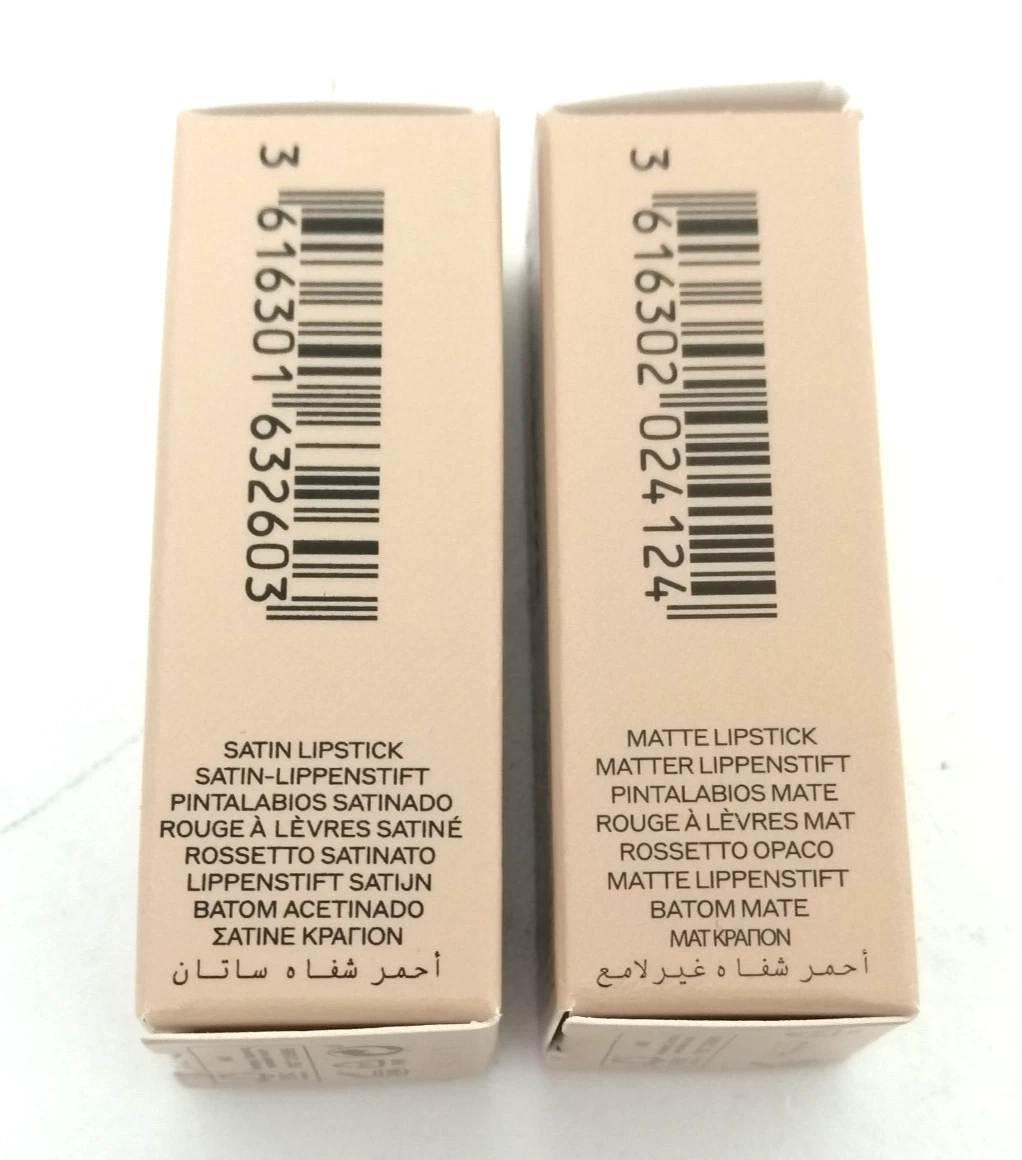 3 616301 632603
SATIN LIPSTICK
SATIN-LIPPENSTIFT
PINTALABIOS SATINADO
ROUGE À LÈVRES SATINÉ
ROSSETTO SATINATO
LIPPENSTIFT SATIJN
BATOM ACETINADO
ΣΑΤΙΝΕ ΚΡΑΓΙΟΝ
أحمر شفاه ساتان
3 616302 024124
MATTE LIPSTICK
MATTER LIPPENSTIFT
PINTALABIOS MATE
ROUGE À LÈVRES MAT
ROSSETTO OPACO
MATTE LIPPENSTIFT
BATOM MATE
ΜΑΤ ΚΡΑΓΙΟΝ
أحمر شفاه غير لامع